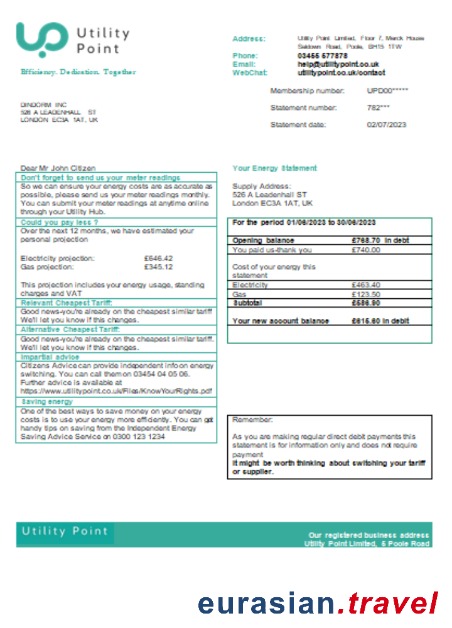 Utility
Point
Efficiency. Dedication. Together
Address: Utility Point Limited, Floor 7, Merck House
Seldown Road, Poole, BH15 1TW
Phone: 03455 577878
Email: help@utilitypoint.co.uk
WebChat: utilitypoint.co.uk/contact
Membership number: UPD00*****
Statement number: 782***
Statement date: 02/07/2023
DINDORM INC
526 A LEADENHALL ST
LONDON EC3A 1AT, UK
Dear Mr John Citizen
Don't forget to send us your meter readings
So we can ensure your energy costs are as accurate as
possible, please send us your meter readings monthly.
You can submit your meter readings at anytime online
through your Utility Hub.
Could you pay less ?
Over the next 12 months, we have estimated your
personal projection
Electricity projection: £646.42
Gas projection: £345.12
This projection includes your energy usage, standing
charges and VAT
Relevant Cheapest Tariff:
Good news-you're already on the cheapest similar tariff
We'll let you know if this changes.
Alternative Cheapest Tariff:
Good news-you're already on the cheapest similar tariff.
We'll let you know if this changes.
Impartial advice
Citizens Advice can provide independent info on energy
switching. You can call them on 03454 04 05 06.
Further advice is available at
https://www.utilitypoint.co.uk/Files/KnowYourRights.pdf
Saving energy
One of the best ways to save money on your energy
costs is to use your energy more efficiently. You can get
handy tips on saving from the Independent Energy
Saving Advice Service on 0300 123 1234
Your Energy Statement
Supply Address:
526 A Leadenhall ST
London EC3A 1AT, UK
For the period 01/06/2023 to 30/06/2023
Opening balance £768.70 in debt
You paid us-thank you £740.00
Cost of your energy this
statement
Electricity £463.40
Gas £123.50
Subtotal £586.90
Your new account balance £615.60 in debt
Remember:
As you are making regular direct debit payments this
statement is for information only and does not require
payment
It might be worth thinking about switching your tariff
or supplier.
Utility Point
Our registered business address
Utility Point Limited, 5 Poole Road
eurasian.travel